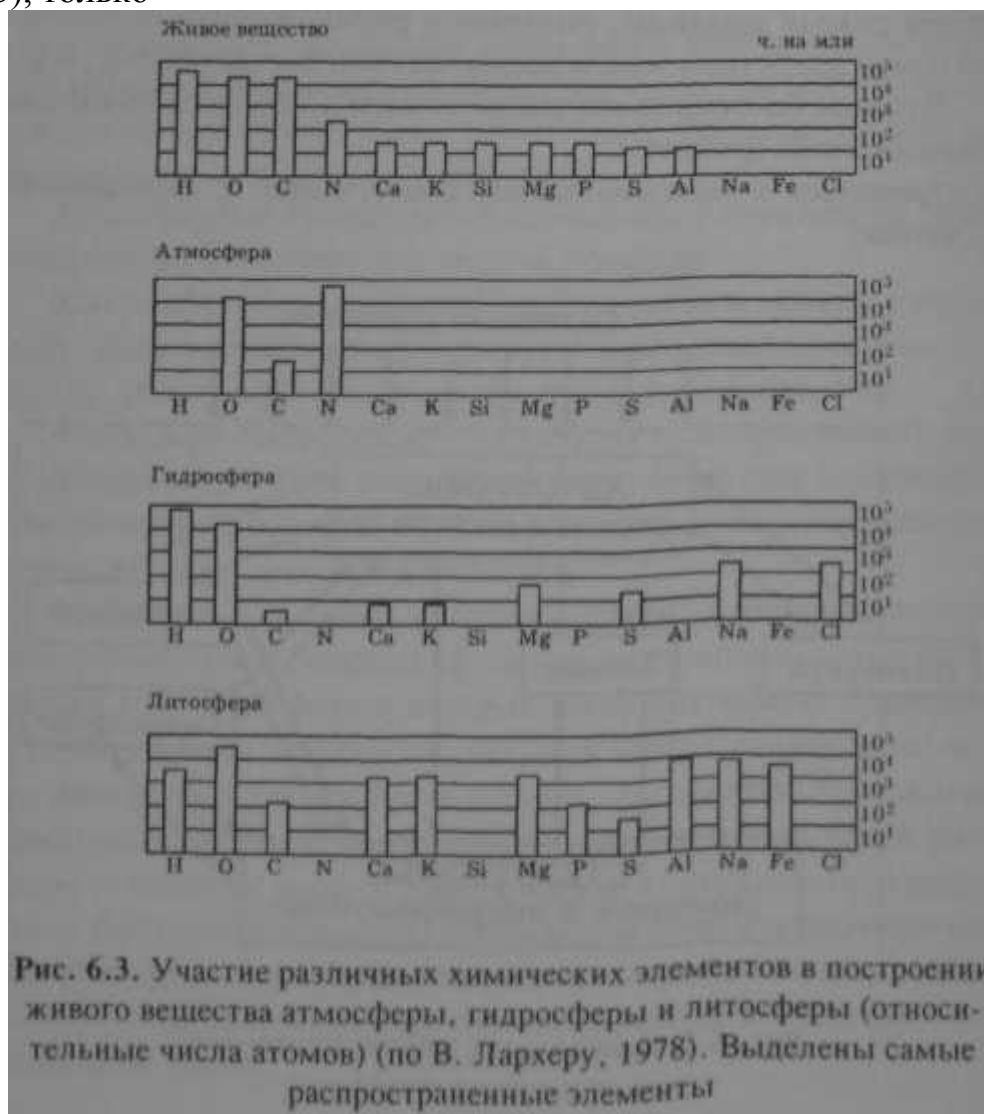 только
Живое вещество
ч. на млн
10⁵
10⁴
10³
10²
10¹
H O C N Ca K Si Mg P S Al Na Fe Cl
Атмосфера
10⁵
10⁴
10³
10²
10¹
H O C N Ca K Si Mg P S Al Na Fe Cl
Гидросфера
10⁵
10⁴
10³
10²
10¹
H O C N Ca K Si Mg P S Al Na Fe Cl
Литосфера
10⁵
10⁴
10³
10²
10¹
H O C N Ca K Si Mg P S Al Na Fe Cl
Рис. 6.3. Участие различных химических элементов в построении
живого вещества атмосферы, гидросферы и литосферы (относи-
тельные числа атомов) (по В. Лархеру, 1978). Выделены самые
распространенные элементы